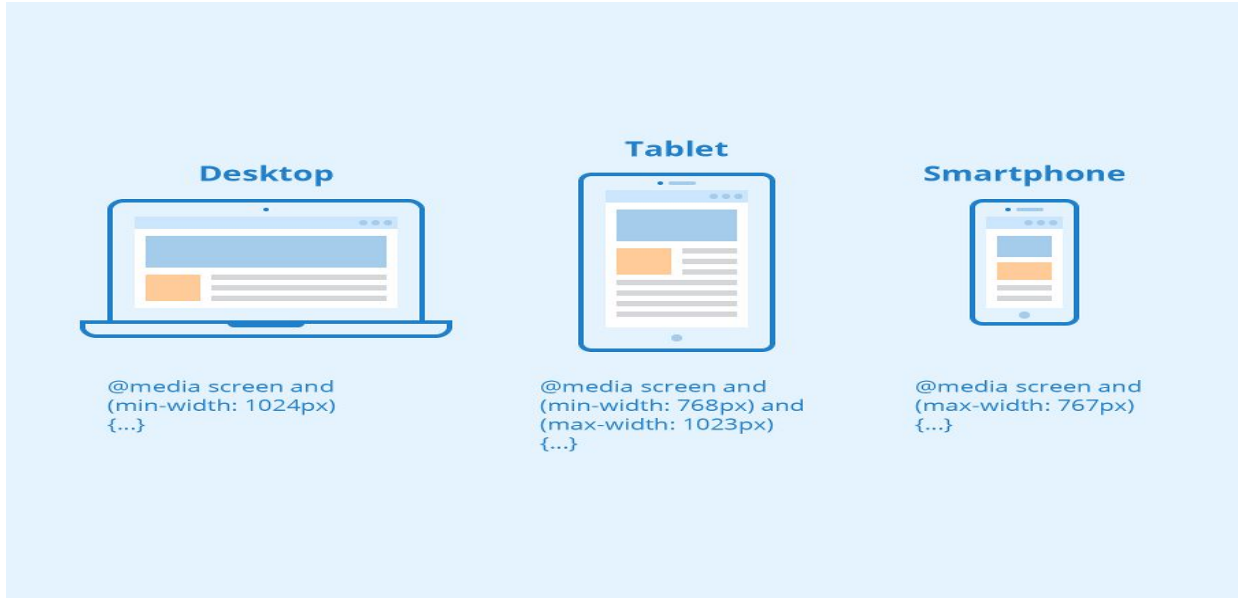 Desktop
@media screen and
(min-width: 1024px)
{...}
Tablet
@media screen and
(min-width: 768px) and
(max-width: 1023px)
{...}
Smartphone
@media screen and
(max-width: 767px)
{...}